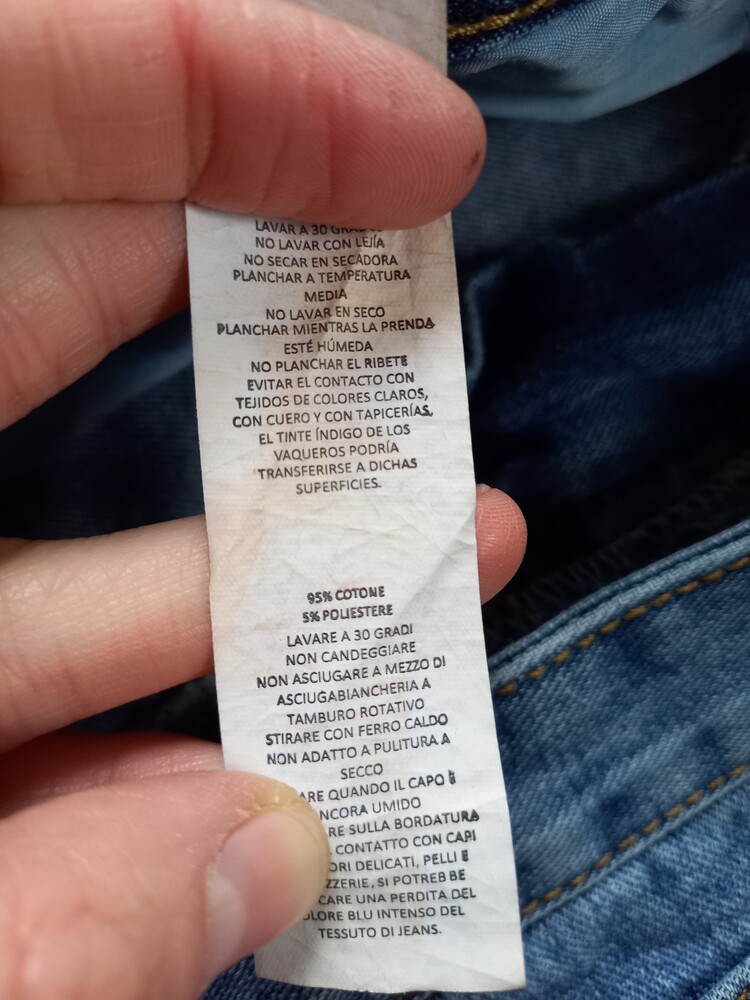 LAVAR A 30 GRADOS
NO LAVAR CON LEJÍA
NO SECAR EN SECADORA
PLANCHAR A TEMPERATURA
MEDIA
NO LAVAR EN SECO
PLANCHAR MIENTRAS LA PRENDA
ESTÉ HÚMEDA
NO PLANCHAR EL RIBETE
EVITAR EL CONTACTO CON
TEJIDOS DE COLORES CLAROS,
CON CUERO Y CON TAPICERÍAS,
EL TINTE ÍNDIGO DE LOS
VAQUEROS PODRÍA
TRANSFERIRSE A DICHAS
SUPERFICIES.
95% COTONE
5% POLIESTERE
LAVARE A 30 GRADI
NON CANDEGGIARE
NON ASCIUGARE A MEZZO DI
ASCIUGABIANCHERIA A
TAMBURO ROTATIVO
STIRARE CON FERRO CALDO
NON ADATTO A PULITURA A
SECCO
QUANDO IL CAPO È
ANCORA UMIDO
SULLA BORDATURA
CONTATTO CON CAPI
DELICATI, PELLI E
SI POTREBBE
UNA PERDITA DEL
COLORE BLU INTENSO DEL
TESSUTO DI JEANS.